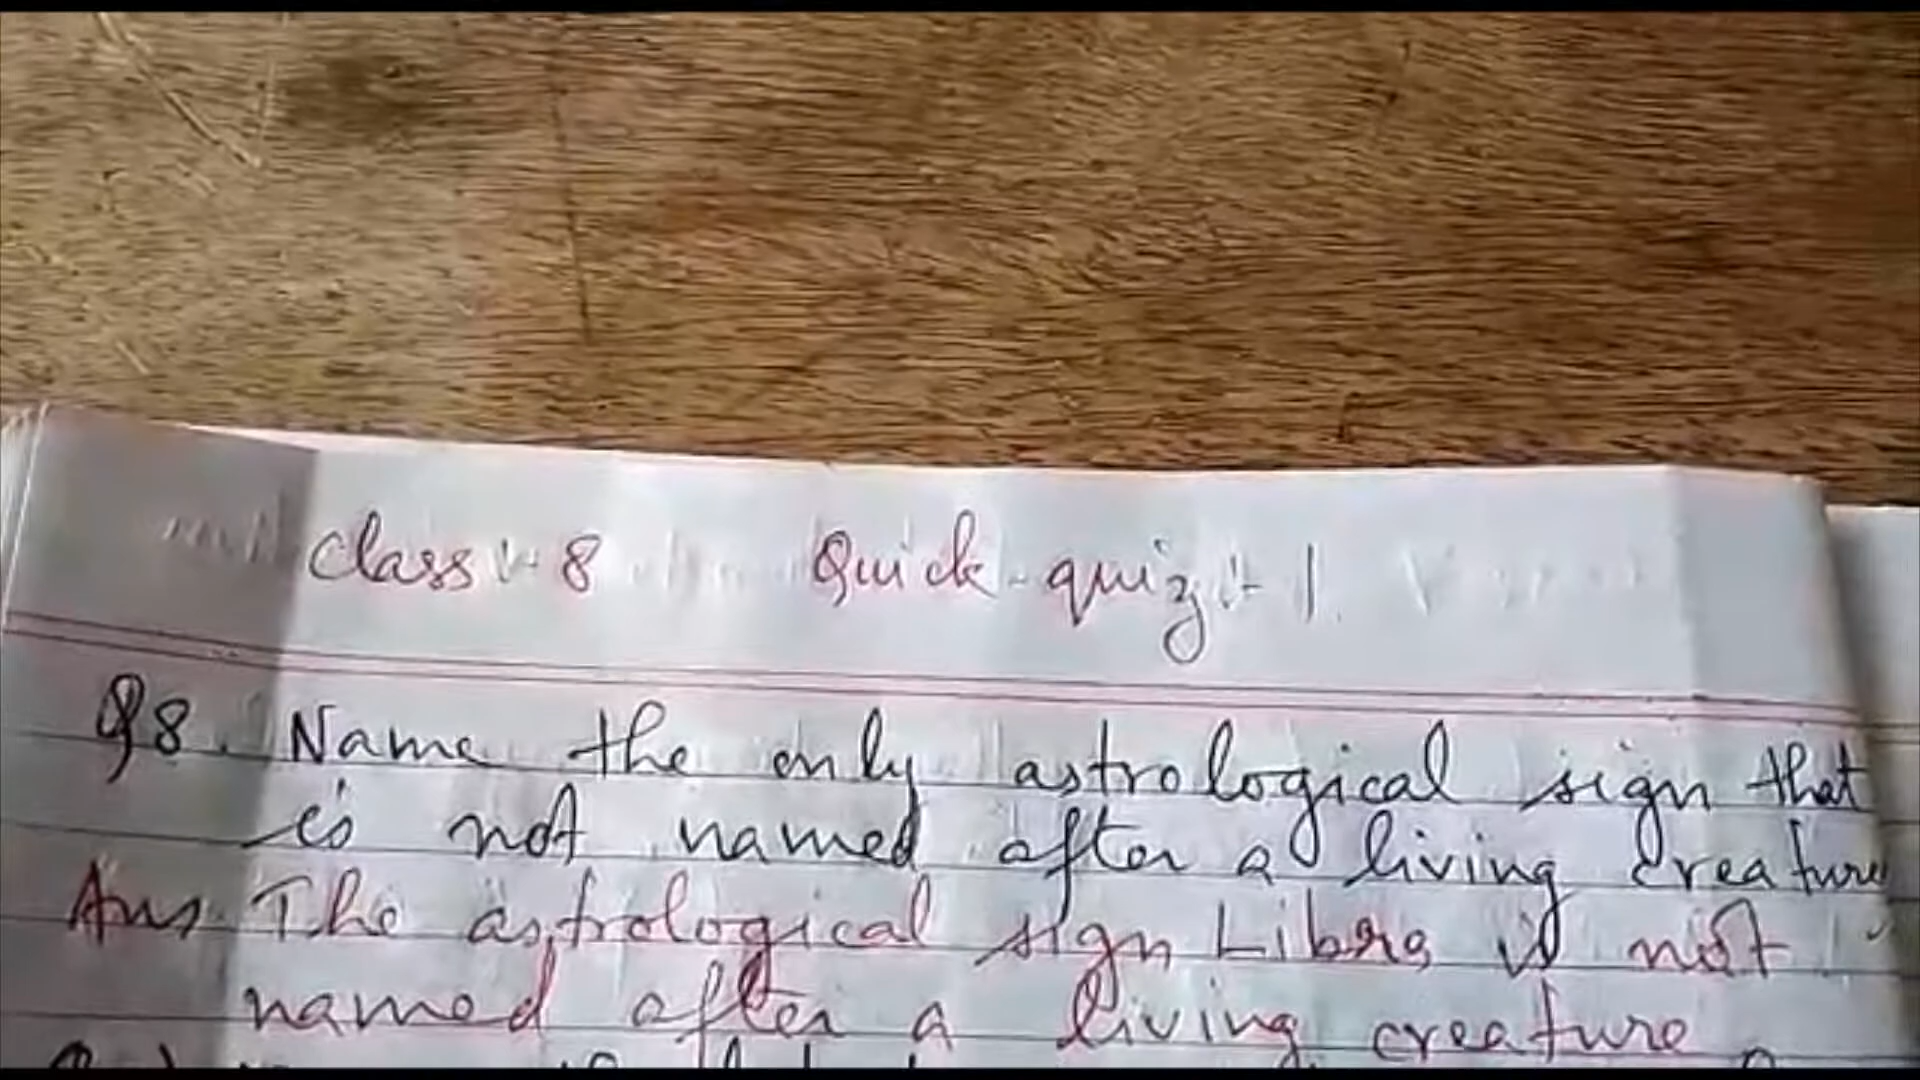 Class :- 8 Quick - quiz :- 1.
Q8. Name the only astrological sign that
is not named after a living creature
Ans The astrological sign Libra is not
named after a living creature